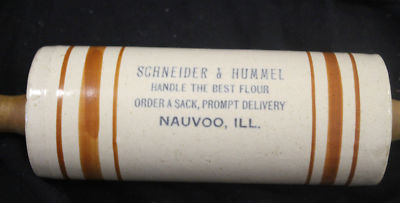 SCHNEIDER & HUMMEL
HANDLE THE BEST FLOUR
ORDER A SACK, PROMPT DELIVERY
NAUVOO, ILL.